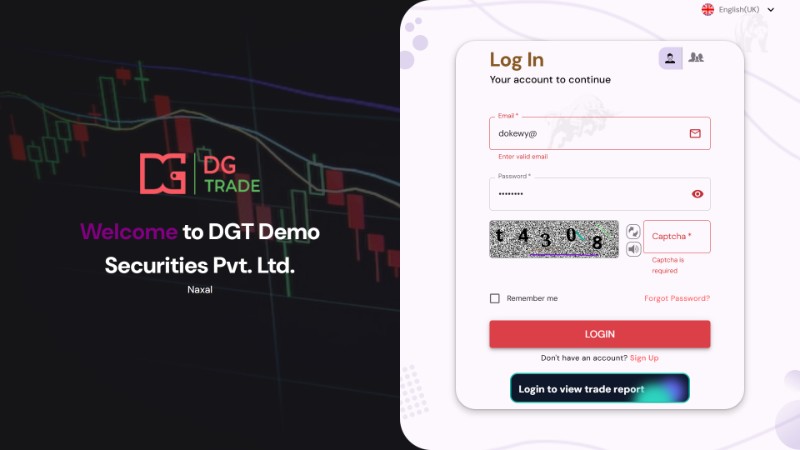 English(UK)
DG
TRADE
Welcome to DGT Demo
Securities Pvt. Ltd.
Naxal
Log In
Your account to continue
Email *
dokewy@
Enter valid email
Password *
••••••••
t 4 3 0 8
Captcha *
Captcha is
required
Remember me
Forgot Password?
LOGIN
Don't have an account? Sign Up
Login to view trade report